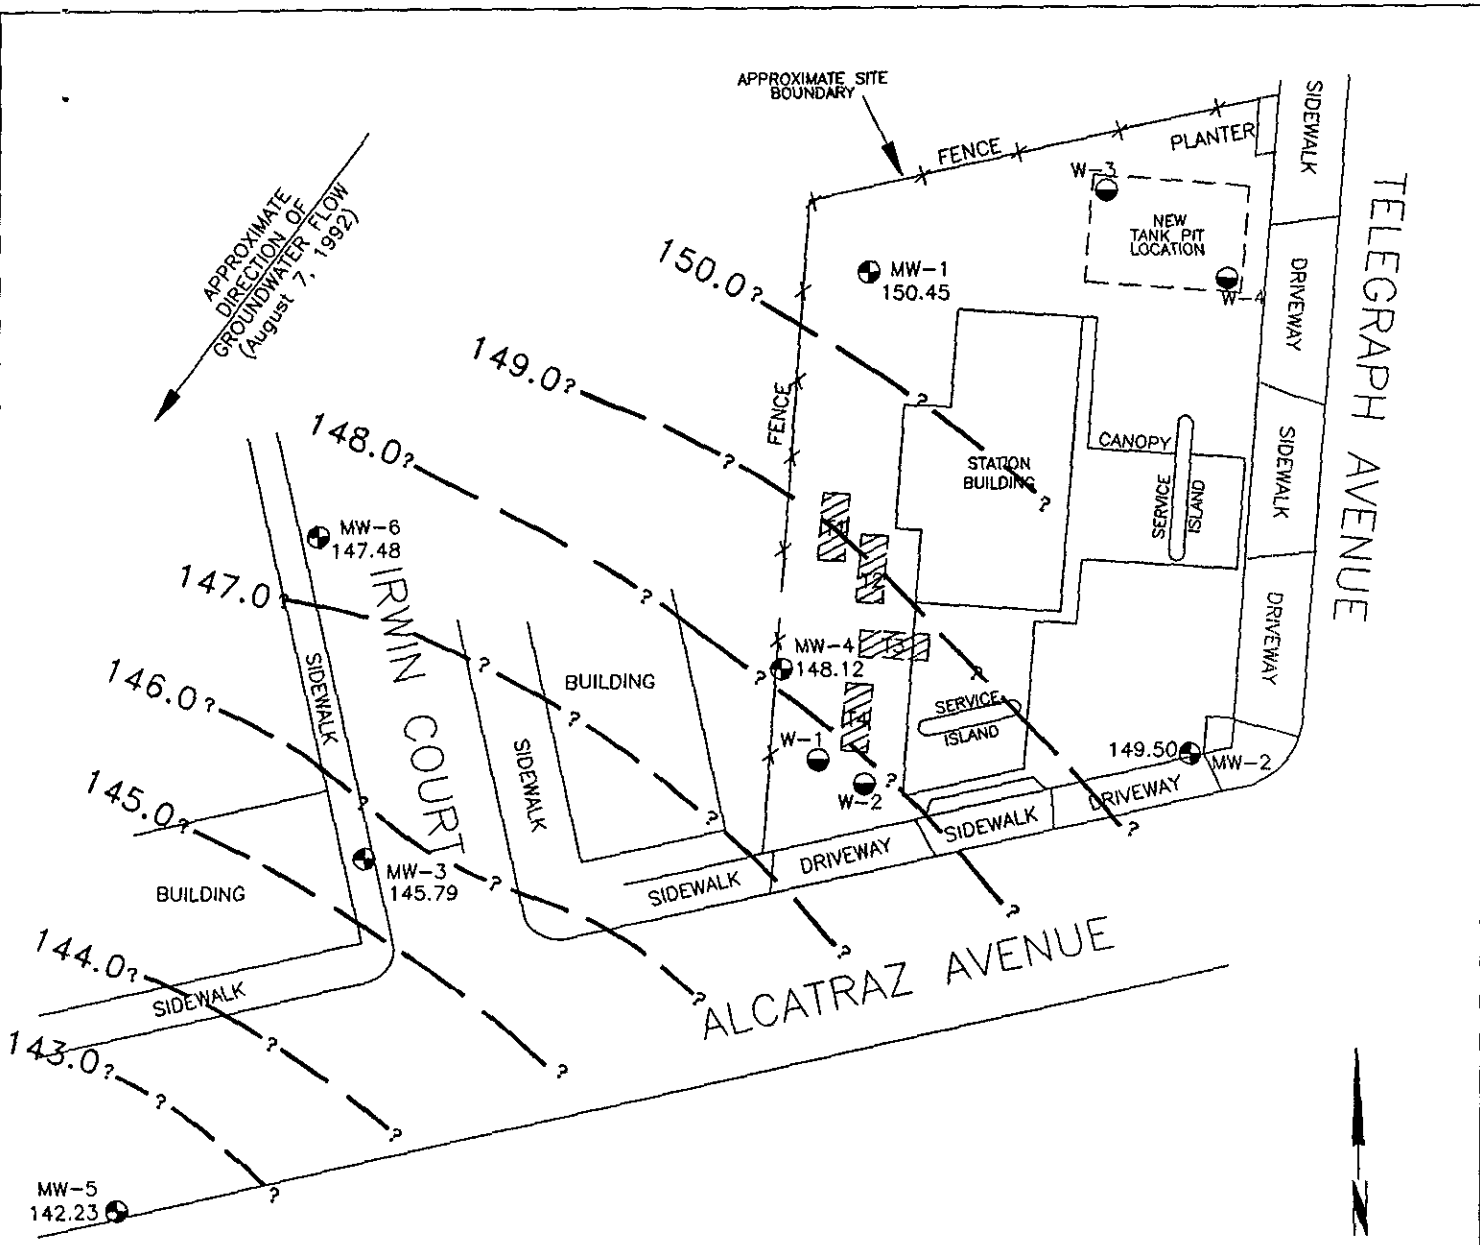 APPROXIMATE SITE
BOUNDARY
FENCE
PLANTER
SIDEWALK
W-3
NEW
TANK PIT
LOCATION
W-4
TELEGRAPH AVENUE
APPROXIMATE
DIRECTION OF
GROUNDWATER FLOW
(August 7, 1992)
150.0?
MW-1
150.45
DRIVEWAY
149.0?
?
FENCE
148.0?
?
CANOPY
STATION
BUILDING
?
SERVICE
ISLAND
SIDEWALK
MW-6
147.48
T1
T2
147.0?
IRWIN COURT
?
DRIVEWAY
MW-4
148.12
T3
SIDEWALK
?
BUILDING
?
?
146.0?
T4
SERVICE
ISLAND
?
W-1
149.50
MW-2
SIDEWALK
145.0?
?
?
?
W-2
DRIVEWAY
SIDEWALK
?
DRIVEWAY
MW-3
145.79
?
SIDEWALK
BUILDING
?
?
144.0?
SIDEWALK
?
ALCATRAZ AVENUE
143.0?
?
?
?
?
?
MW-5
142.23
N